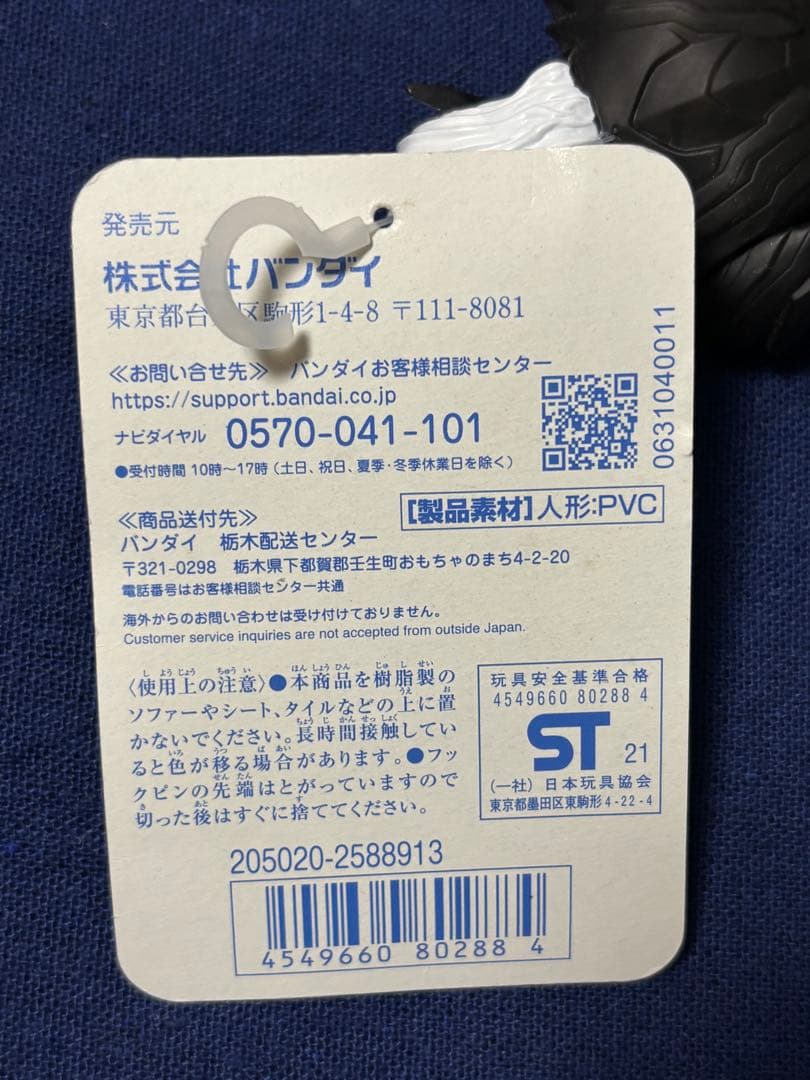 発売元
株式会社バンダイ
東京都台 区駒形1-4-8 〒111-8081
≪お問い合せ先≫ バンダイお客様相談センター
https://support.bandai.co.jp
ナビダイヤル 0570-041-101
●受付時間 10時～17時（土日、祝日、夏季・冬季休業日を除く）
0631040011
[製品素材]人形:PVC
≪商品送付先≫
バンダイ 栃木配送センター
〒321-0298 栃木県下都賀郡壬生町おもちゃのまち4-2-20
電話番号はお客様相談センター共通
海外からのお問い合わせは受け付けておりません。
Customer service inquiries are not accepted from outside Japan.
〈使用上の注意〉●本商品を樹脂製の
ソファーやシート、タイルなどの上に置
かないでください。長時間接触してい
ると色が移る場合があります。●フッ
クピンの先端はとがっていますので
切った後はすぐに捨ててください。
玩具安全基準合格
4549660 80288 4
ST 21
(一社) 日本玩具協会
東京都墨田区東駒形4-22-4
205020-2588913
4549660 80288 4